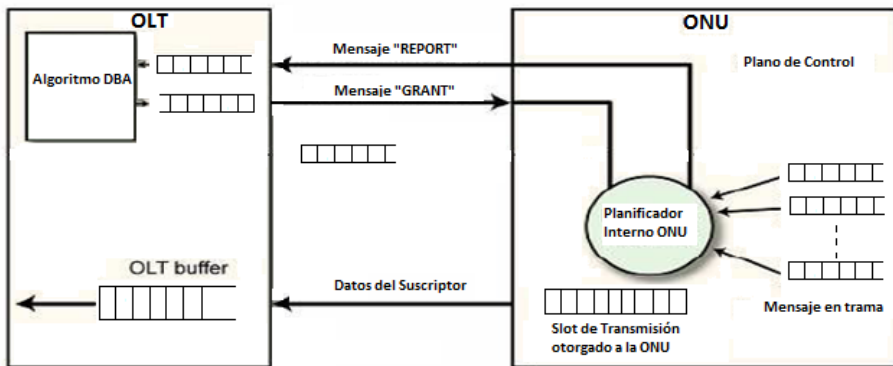 OLT
ONU
Mensaje "REPORT"
Plano de Control
Algoritmo DBA
Mensaje "GRANT"
Planificador
Interno ONU
OLT buffer
Datos del Suscriptor
Mensaje en trama
Slot de Transmisión
otorgado a la ONU